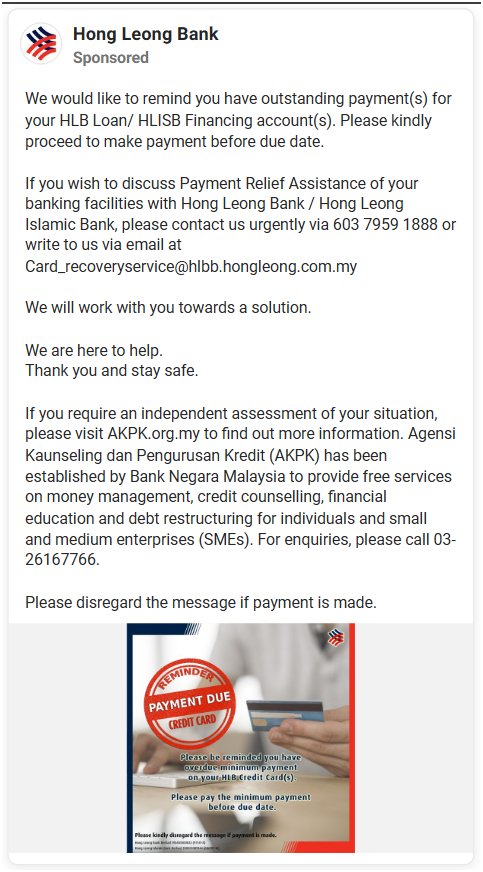 Hong Leong Bank
Sponsored
We would like to remind you have outstanding payment(s) for
your HLB Loan/ HLISB Financing account(s). Please kindly
proceed to make payment before due date.
If you wish to discuss Payment Relief Assistance of your
banking facilities with Hong Leong Bank / Hong Leong
Islamic Bank, please contact us urgently via 603 7959 1888 or
write to us via email at
Card_recoveryservice@hlbb.hongleong.com.my
We will work with you towards a solution.
We are here to help.
Thank you and stay safe.
If you require an independent assessment of your situation,
please visit AKPK.org.my to find out more information. Agensi
Kaunseling dan Pengurusan Kredit (AKPK) has been
established by Bank Negara Malaysia to provide free services
on money management, credit counselling, financial
education and debt restructuring for individuals and small
and medium enterprises (SMEs). For enquiries, please call 03-
26167766.
Please disregard the message if payment is made.
REMINDER
PAYMENT DUE
CREDIT CARD
Please be reminded you have
overdue minimum payment
on your HLB Credit Card(s).
Please pay the minimum payment
before due date.
Please kindly disregard the message if payment is made.